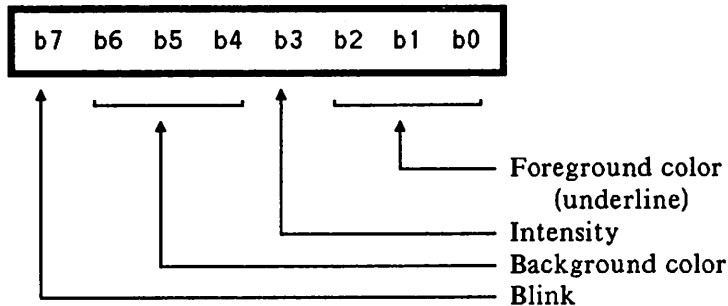 b7 b6 b5 b4 b3 b2 b1 b0
Foreground color
(underline)
Intensity
Background color
Blink